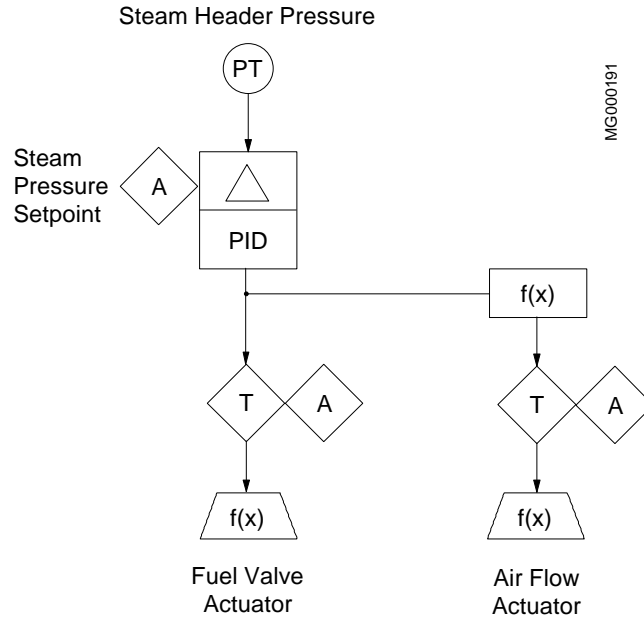 Steam Header Pressure
PT
MG000191
Steam
Pressure
Setpoint
A
PID
f(x)
T
A
T
A
f(x)
f(x)
Fuel Valve
Actuator
Air Flow
Actuator